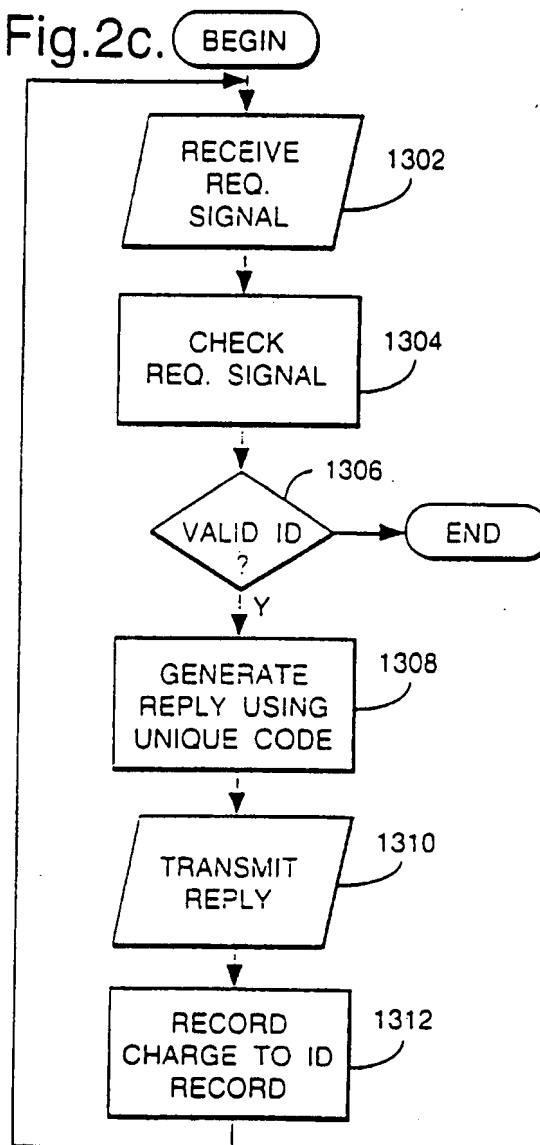 Fig.2c.
BEGIN
RECEIVE
REQ.
SIGNAL
1302
CHECK
REQ. SIGNAL
1304
1306
VALID ID
?
END
Y
GENERATE
REPLY USING
UNIQUE CODE
1308
TRANSMIT
REPLY
1310
RECORD
CHARGE TO ID
RECORD
1312